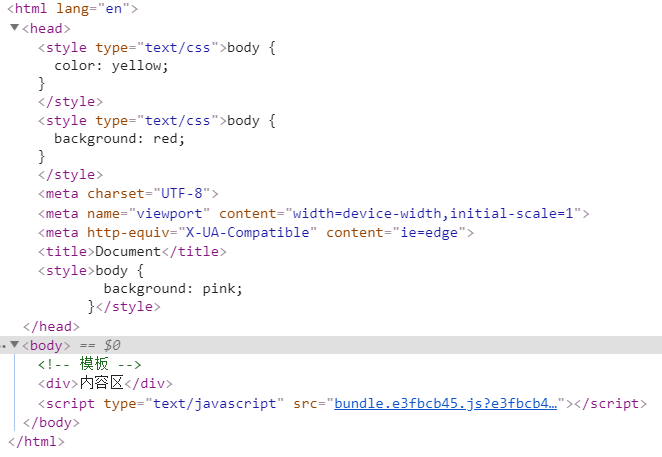 <html lang="en">
▼<head>
<style type="text/css">body {
color: yellow;
}
</style>
<style type="text/css">body {
background: red;
}
</style>
<meta charset="UTF-8">
<meta name="viewport" content="width=device-width,initial-scale=1">
<meta http-equiv="X-UA-Compatible" content="ie=edge">
<title>Document</title>
<style>body {
background: pink;
}</style>
</head>
▼<body> == $0
<!-- 模板 -->
<div>内容区</div>
<script type="text/javascript" src="bundle.e3fbcb45.js?e3fbcb4…"></script>
</body>
</html>